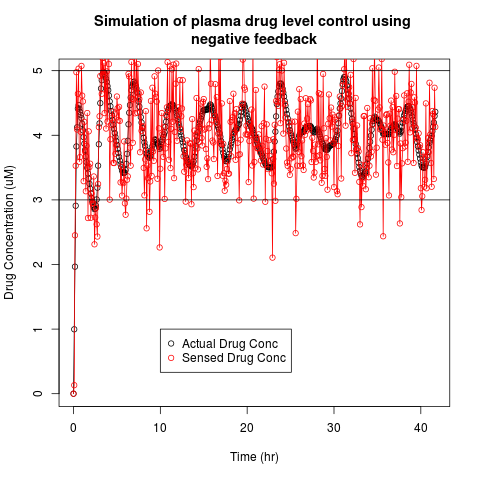 Simulation of plasma drug level control using
negative feedback
Drug Concentration (uM)
5
4
3
2
1
0
Actual Drug Conc
Sensed Drug Conc
0 10 20 30 40
Time (hr)